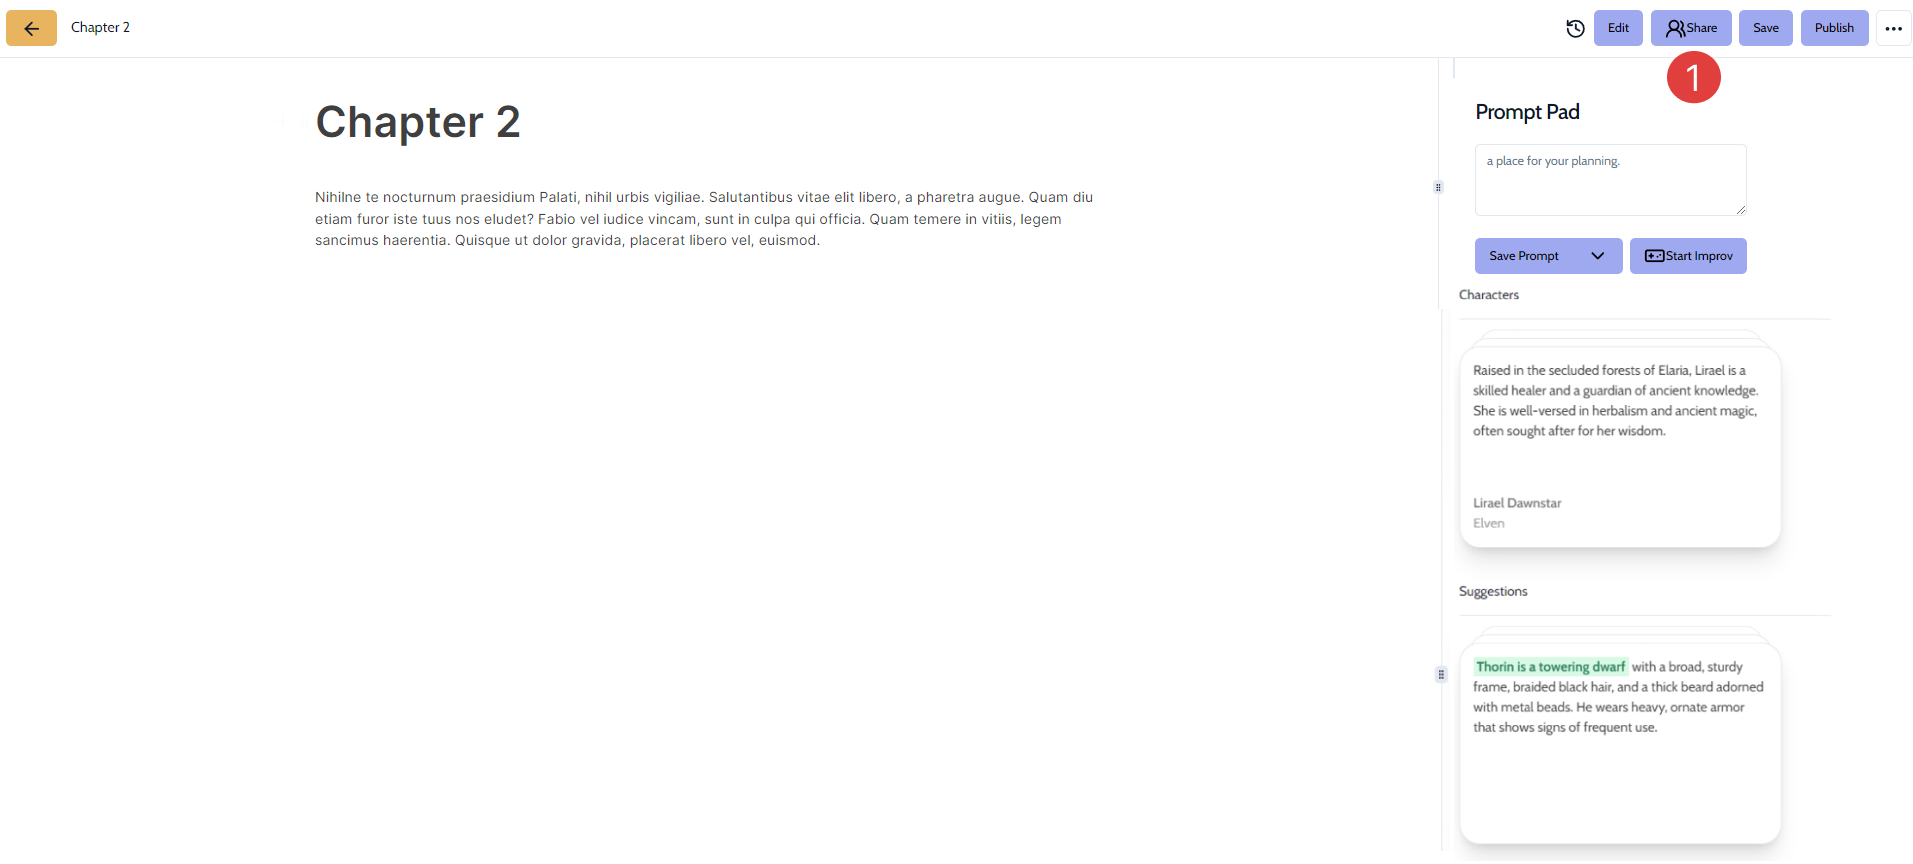 Chapter 2
Edit
Share
Save
Publish
1
Chapter 2
Nihilne te nocturnum praesidium Palati, nihil urbis vigiliae. Salutantibus vitae elit libero, a pharetra augue. Quam diu
etiam furor iste tuus nos eludet? Fabio vel iudice vincam, sunt in culpa qui officia. Quam temere in vitiis, legem
sancimus haerentia. Quisque ut dolor gravida, placerat libero vel, euismod.
Prompt Pad
a place for your planning.
Save Prompt
Start Improv
Characters
Raised in the secluded forests of Elaria, Lirael is a
skilled healer and a guardian of ancient knowledge.
She is well-versed in herbalism and ancient magic,
often sought after for her wisdom.
Lirael Dawnstar
Elven
Suggestions
Thorin is a towering dwarf with a broad, sturdy
frame, braided black hair, and a thick beard adorned
with metal beads. He wears heavy, ornate armor
that shows signs of frequent use.